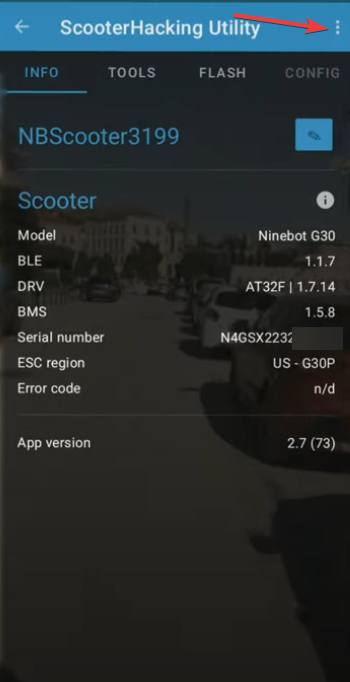 ScooterHacking Utility
INFO TOOLS FLASH CONFIG
NBScooter3199
Scooter
Model Ninebot G30
BLE 1.1.7
DRV AT32F | 1.7.14
BMS 1.5.8
Serial number N4GSX2232
ESC region US - G30P
Error code n/d
App version 2.7 (73)